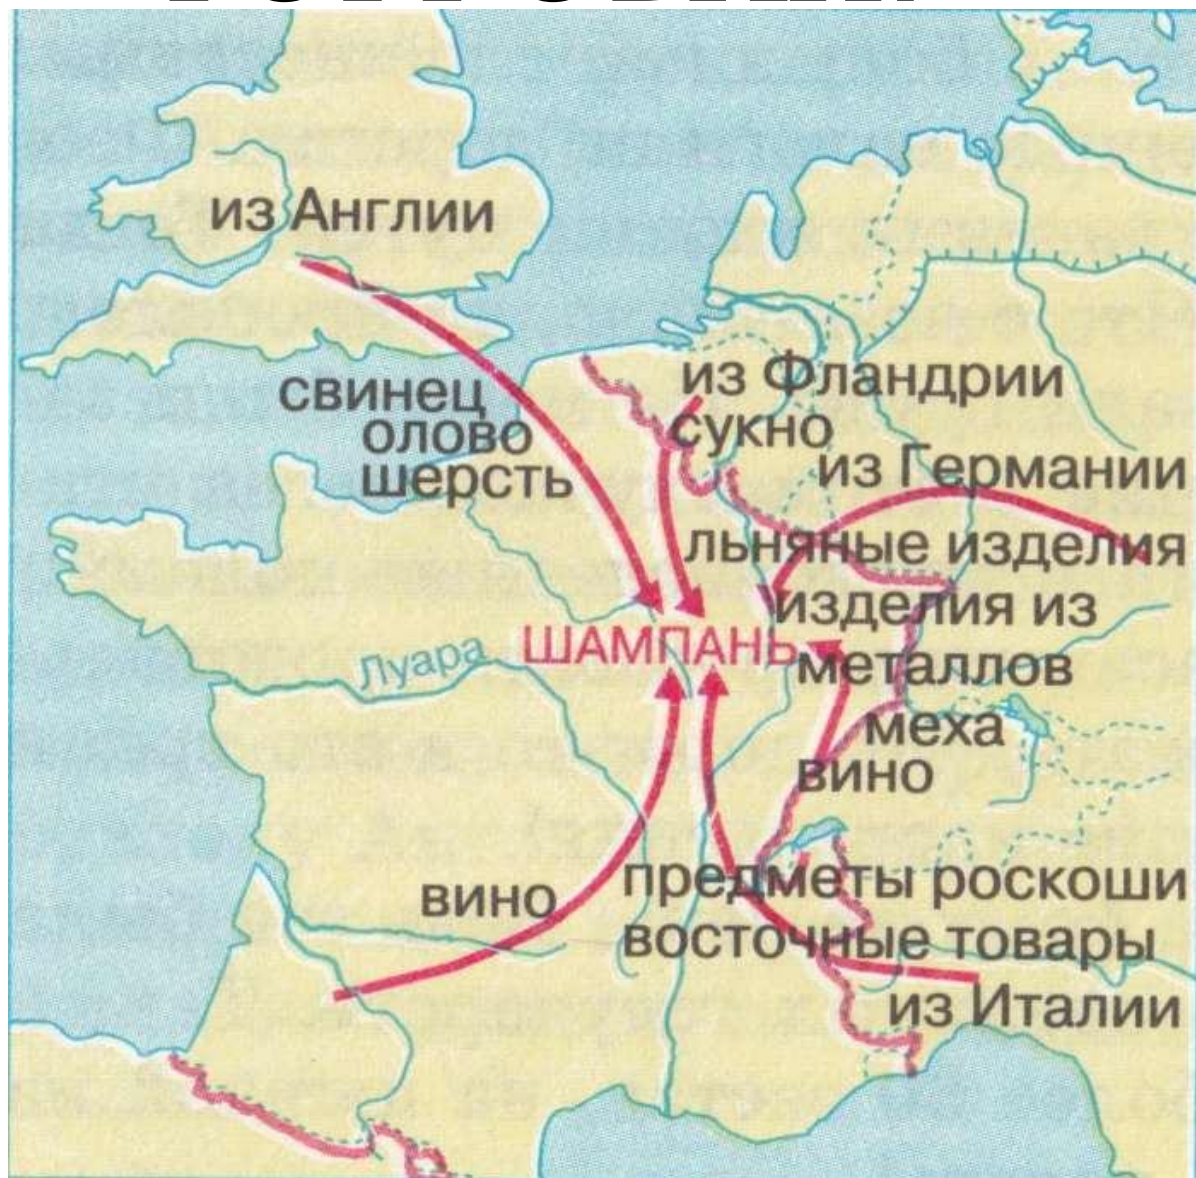 из Англии
свинец
олово
шерсть
из Фландрии
сукно
из Германии
льняные изделия
изделия из
металлов
меха
вино
ШАМПАНЬ
Луара
вино
предметы роскоши
восточные товары
из Италии